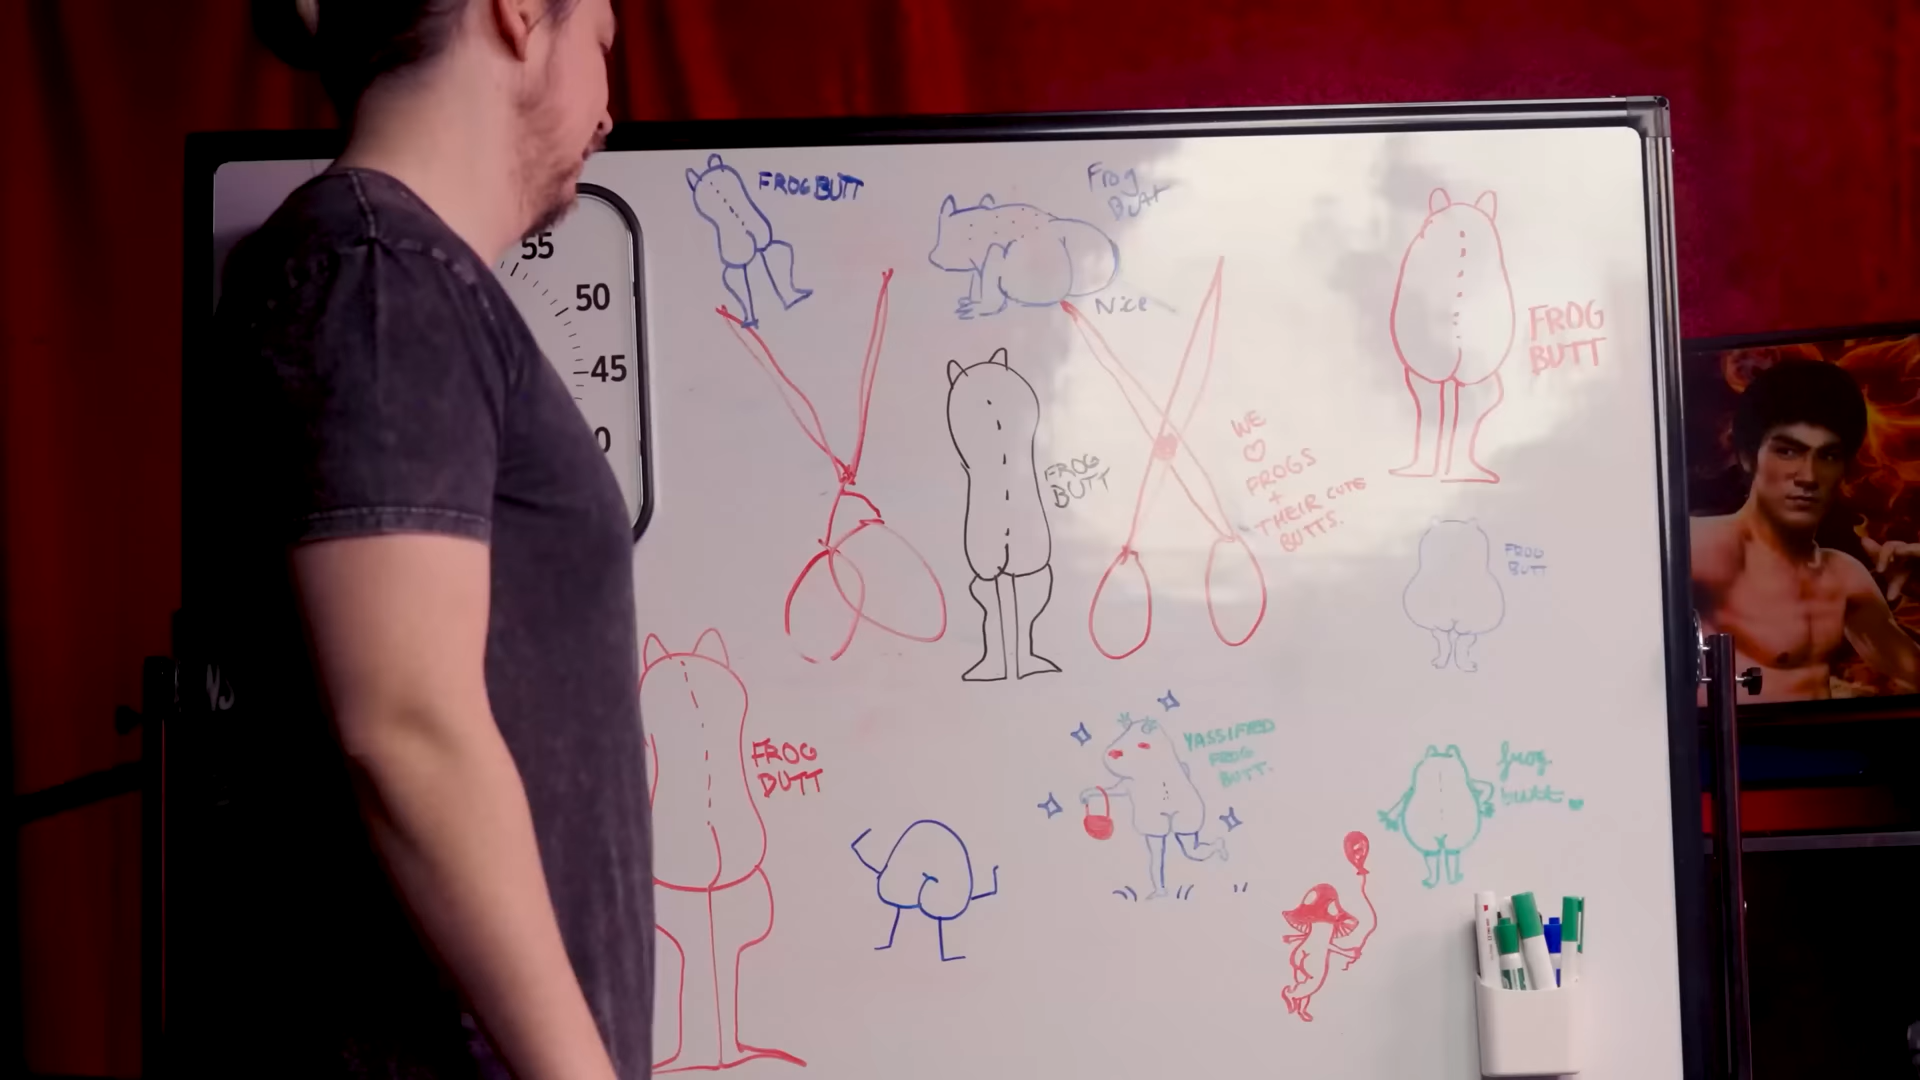 55
50
45
0
FROG BUTT
Frog
Butt
Nice
FROG
BUTT
FROG
BUTT
WE
♡
FROGS
+
THEIR CUTE
BUTTS.
FROG
BUTT
FROG
BUTT
YASSIFIED
FROG
BUTT.
frog
butt